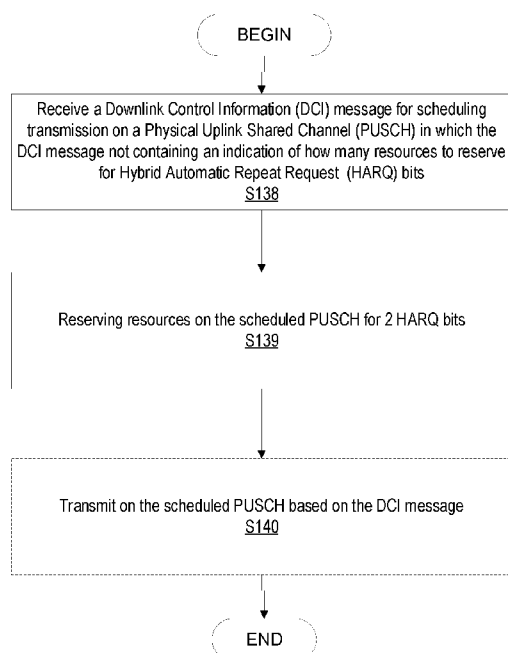 BEGIN
Receive a Downlink Control Information (DCI) message for scheduling
transmission on a Physical Uplink Shared Channel (PUSCH) in which the
DCI message not containing an indication of how many resources to reserve
for Hybrid Automatic Repeat Request (HARQ) bits
S138
Reserving resources on the scheduled PUSCH for 2 HARQ bits
S139
Transmit on the scheduled PUSCH based on the DCI message
S140
END